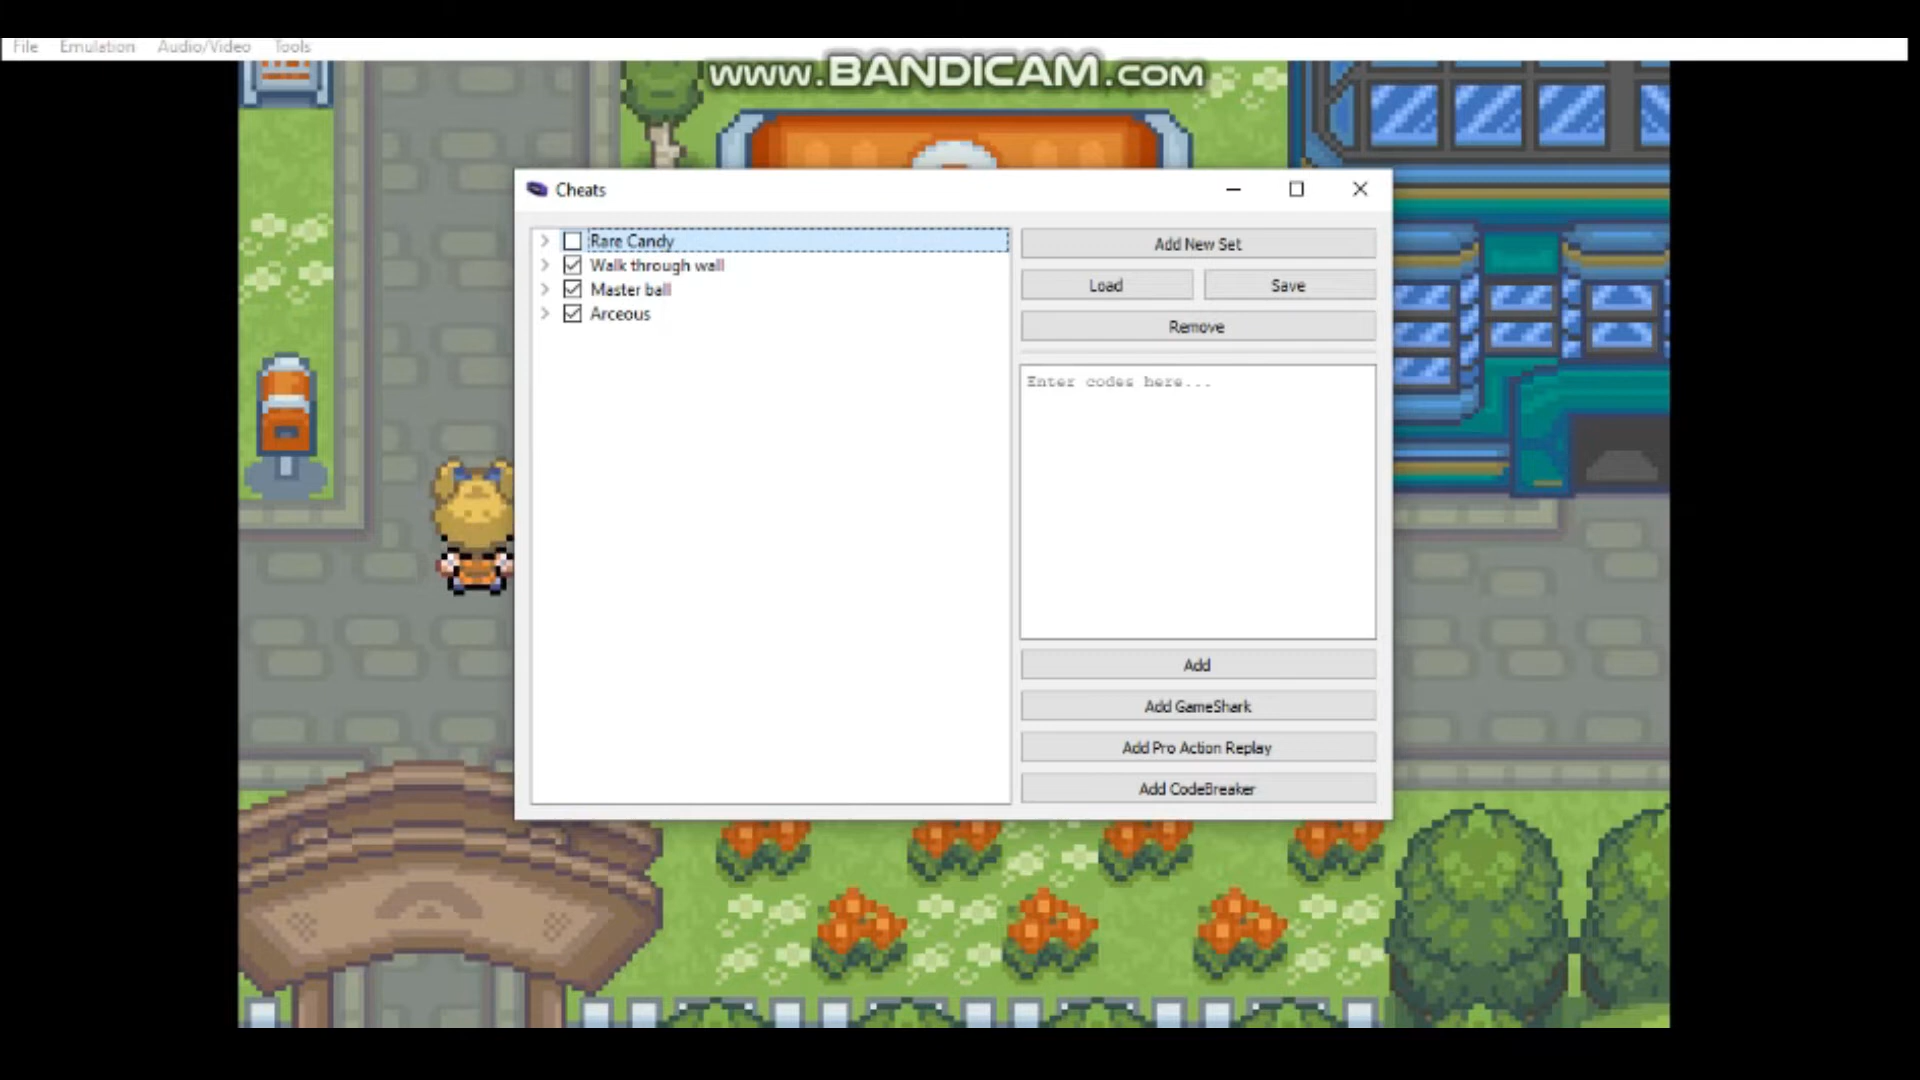 File Emulation Audio/Video Tools
www.BANDICAM.com
Cheats
Rare Candy
Walk through wall
Master ball
Arceous
Add New Set
Load Save
Remove
Enter codes here...
Add
Add GameShark
Add Pro Action Replay
Add CodeBreaker